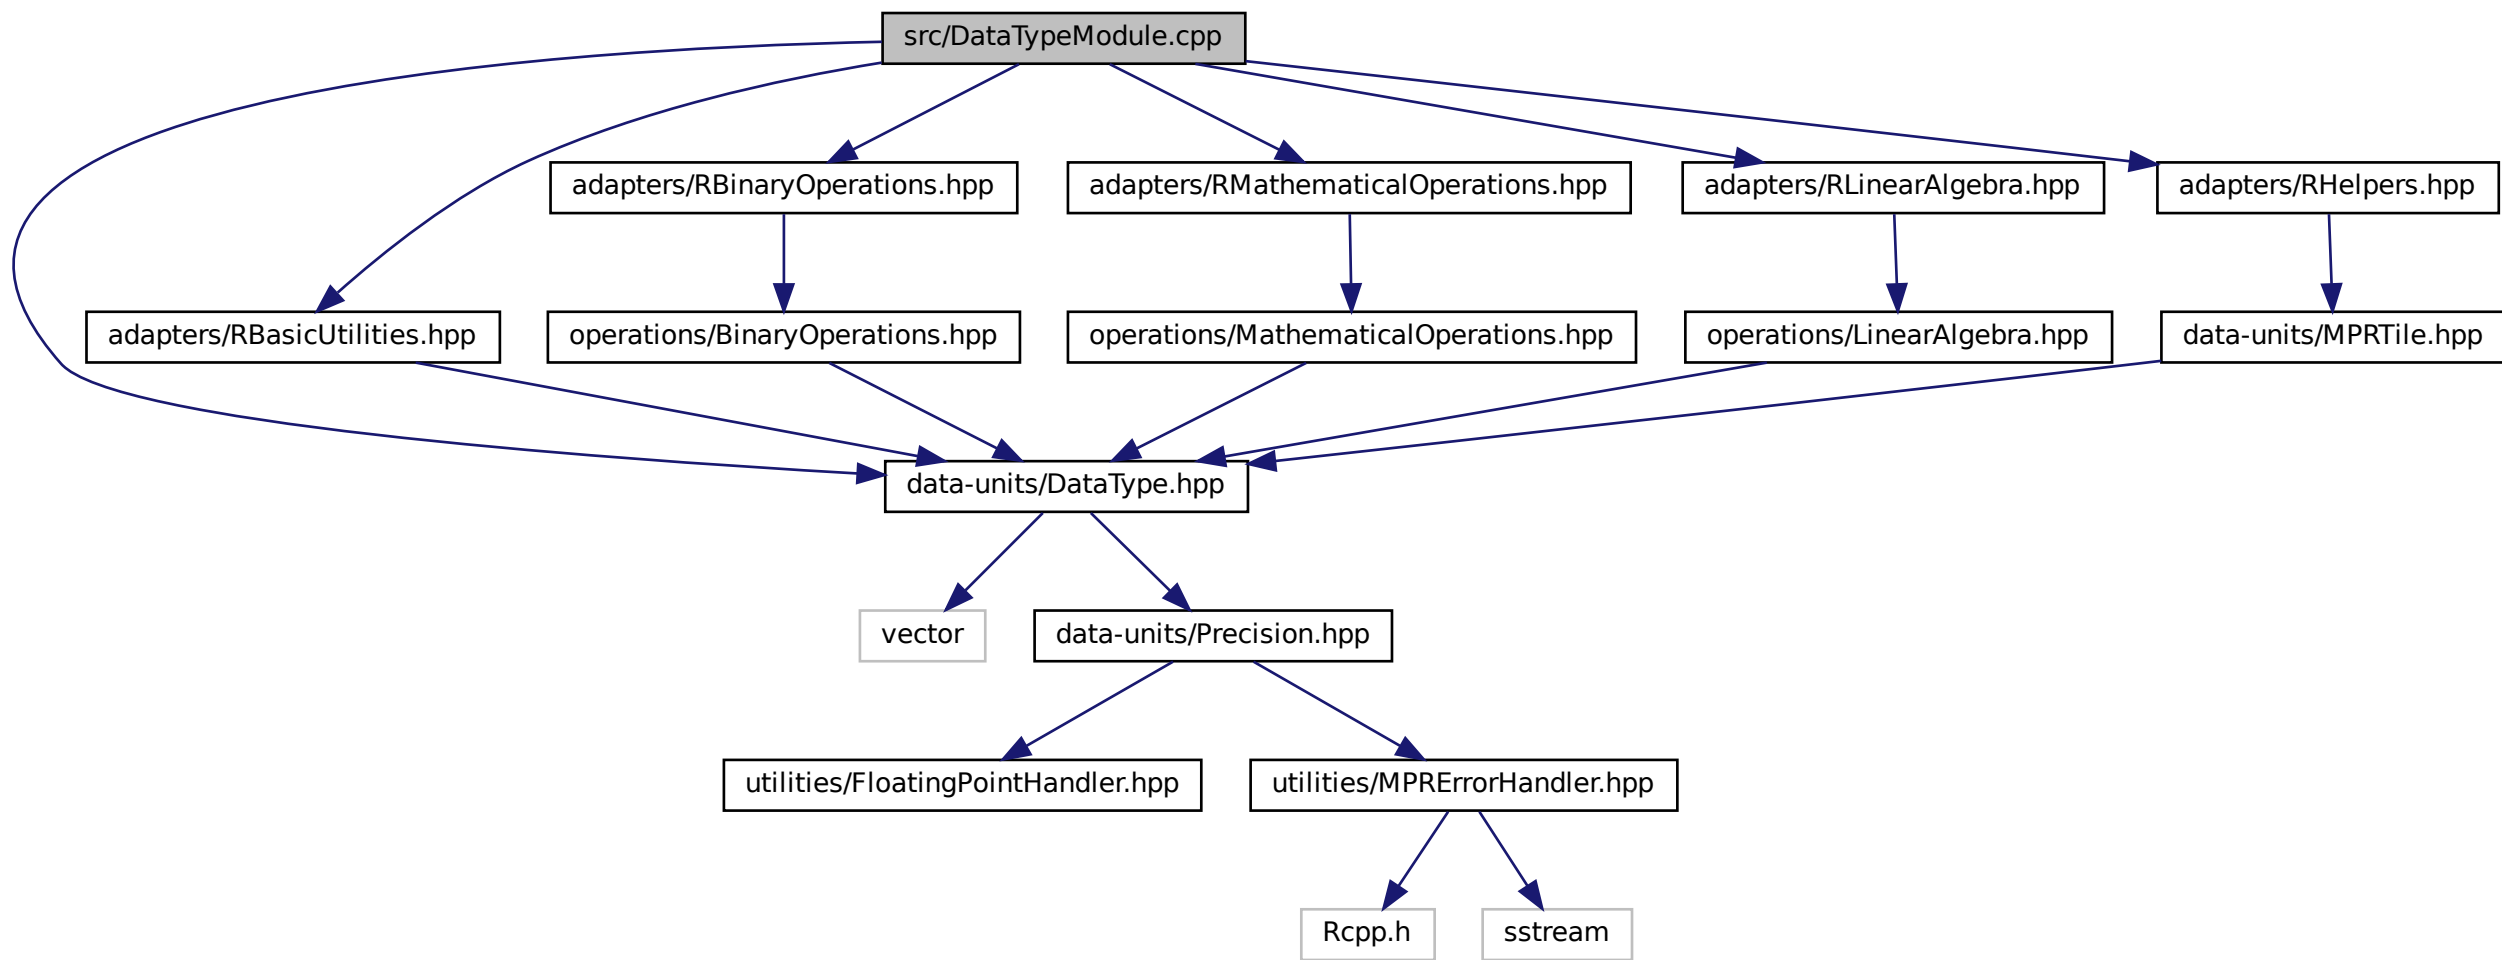 src/DataTypeModule.cpp
adapters/RBinaryOperations.hpp
adapters/RMathematicalOperations.hpp
adapters/RLinearAlgebra.hpp
adapters/RHelpers.hpp
adapters/RBasicUtilities.hpp
operations/BinaryOperations.hpp
operations/MathematicalOperations.hpp
operations/LinearAlgebra.hpp
data-units/MPRTile.hpp
data-units/DataType.hpp
vector
data-units/Precision.hpp
utilities/FloatingPointHandler.hpp
utilities/MPRErrorHandler.hpp
Rcpp.h
sstream